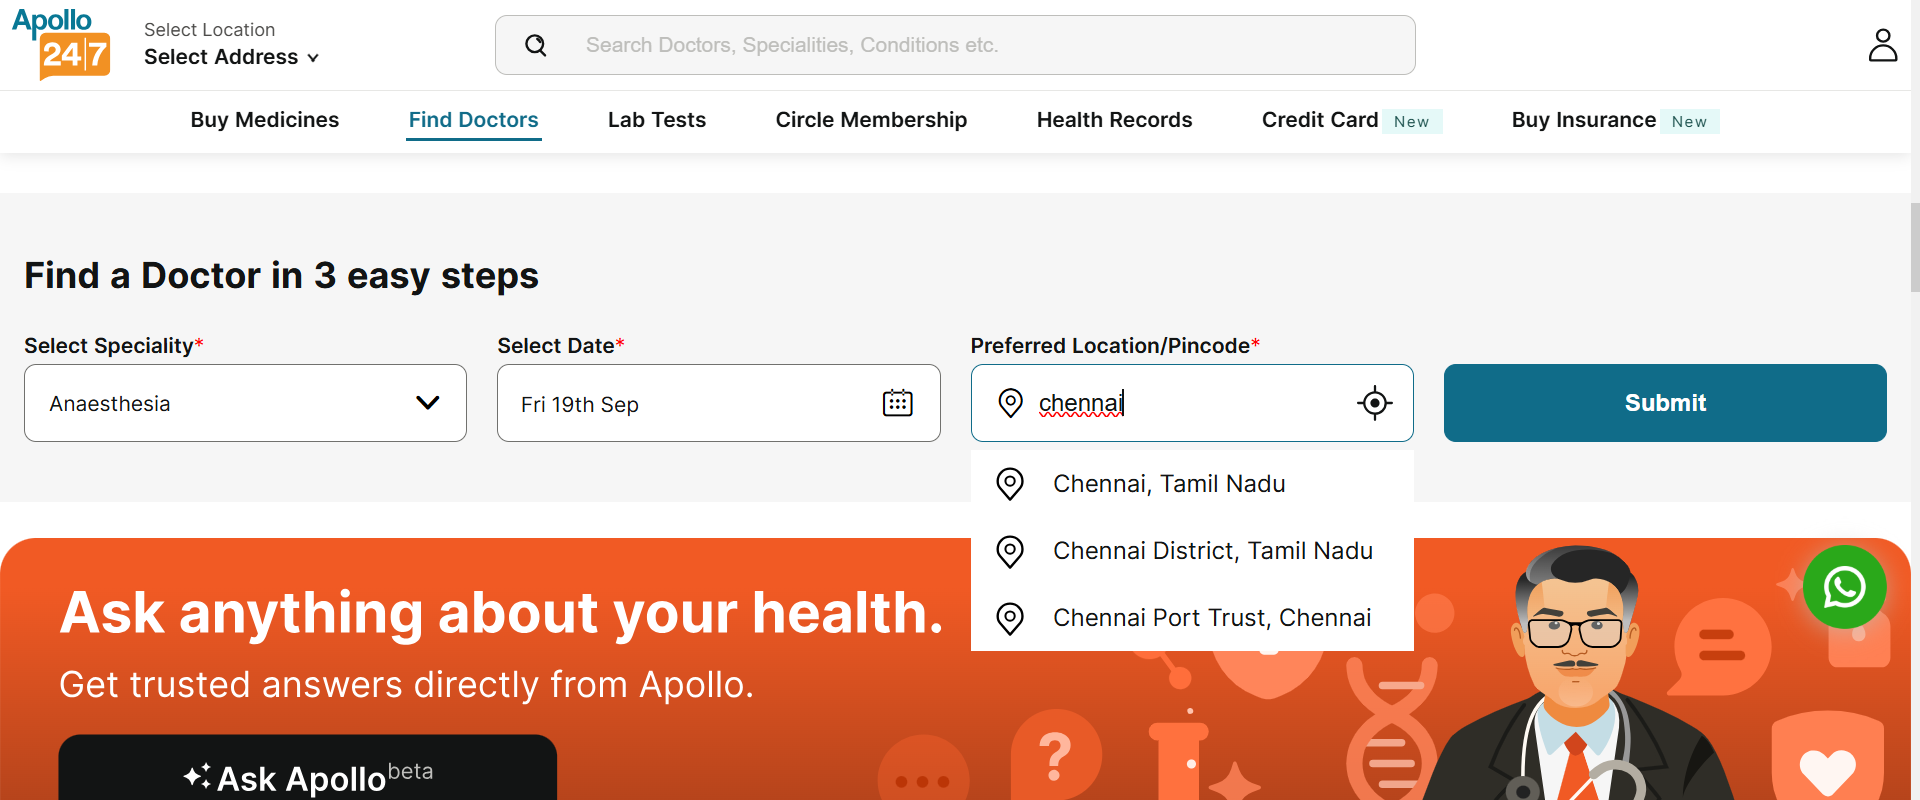 Apollo
24|7
Select Location
Select Address
Search Doctors, Specialities, Conditions etc.
Buy Medicines
Find Doctors
Lab Tests
Circle Membership
Health Records
Credit Card New
Buy Insurance New
Find a Doctor in 3 easy steps
Select Speciality*
Anaesthesia
Select Date*
Fri 19th Sep
Preferred Location/Pincode*
chennai
Submit
Chennai, Tamil Nadu
Chennai District, Tamil Nadu
Chennai Port Trust, Chennai
Ask anything about your health.
Get trusted answers directly from Apollo.
Ask Apollo beta
?